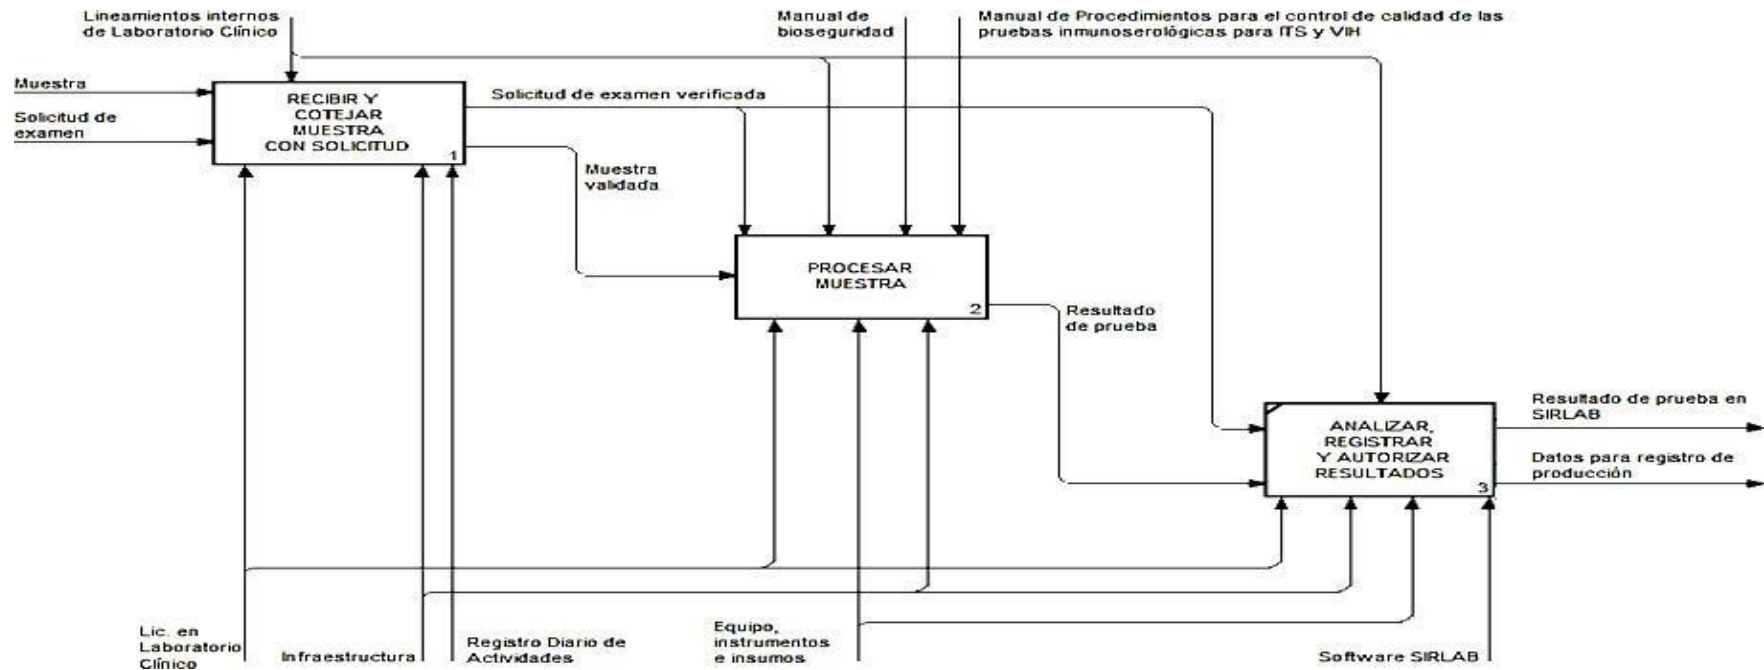 Lineamientos internos
de Laboratorio Clínico
Manual de
bioseguridad
Manual de Procedimientos para el control de calidad de las
pruebas inmunoserológicas para ITS y VIH
Muestra
Solicitud de
examen
RECIBIR Y
COTEJAR
MUESTRA
CON SOLICITUD
1
Solicitud de examen verificada
Muestra
validada
PROCESAR
MUESTRA
2
Resultado
de prueba
ANALIZAR,
REGISTRAR
Y AUTORIZAR
RESULTADOS
3
Resultado de prueba en
SIRLAB
Datos para registro de
producción
Lic. en
Laboratorio
Clínico
Infraestructura
Registro Diario de
Actividades
Equipo,
instrumentos
e insumos
Software SIRLAB